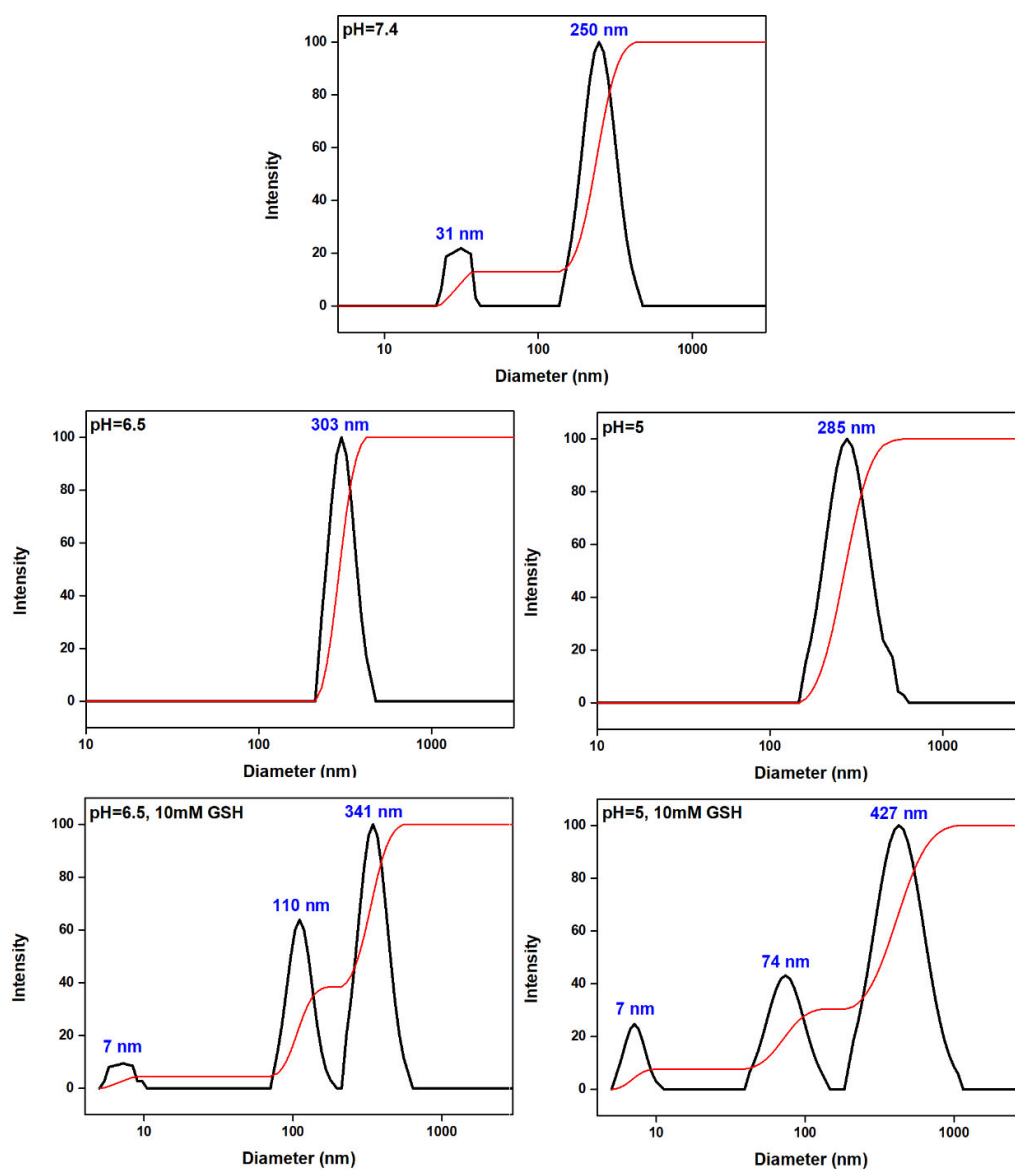 pH=7.4
250 nm
31 nm
100
80
60
40
20
0
Intensity
10
100
1000
Diameter (nm)
pH=6.5
303 nm
100
80
60
40
20
0
Intensity
10
100
1000
Diameter (nm)
pH=5
285 nm
100
80
60
40
20
0
Intensity
10
100
1000
Diameter (nm)
pH=6.5, 10mM GSH
341 nm
110 nm
7 nm
100
80
60
40
20
0
Intensity
10
100
1000
Diameter (nm)
pH=5, 10mM GSH
427 nm
74 nm
7 nm
100
80
60
40
20
0
Intensity
10
100
1000
Diameter (nm)